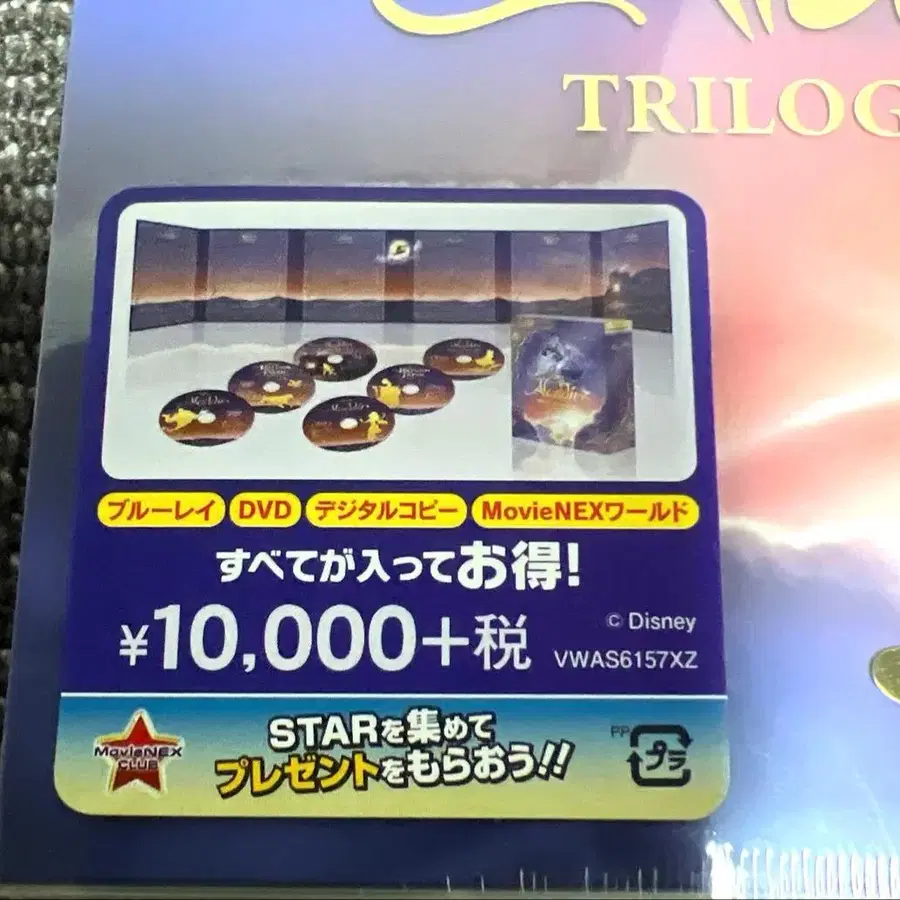 TRILOG
ブルーレイ DVD デジタルコピー MovieNEXワールド
すべてが入ってお得!
¥10,000+税
© Disney
VWAS6157XZ
MovieNEX
CLUB
STARを集めて
プレゼントをもらおう!!
PP
プラ